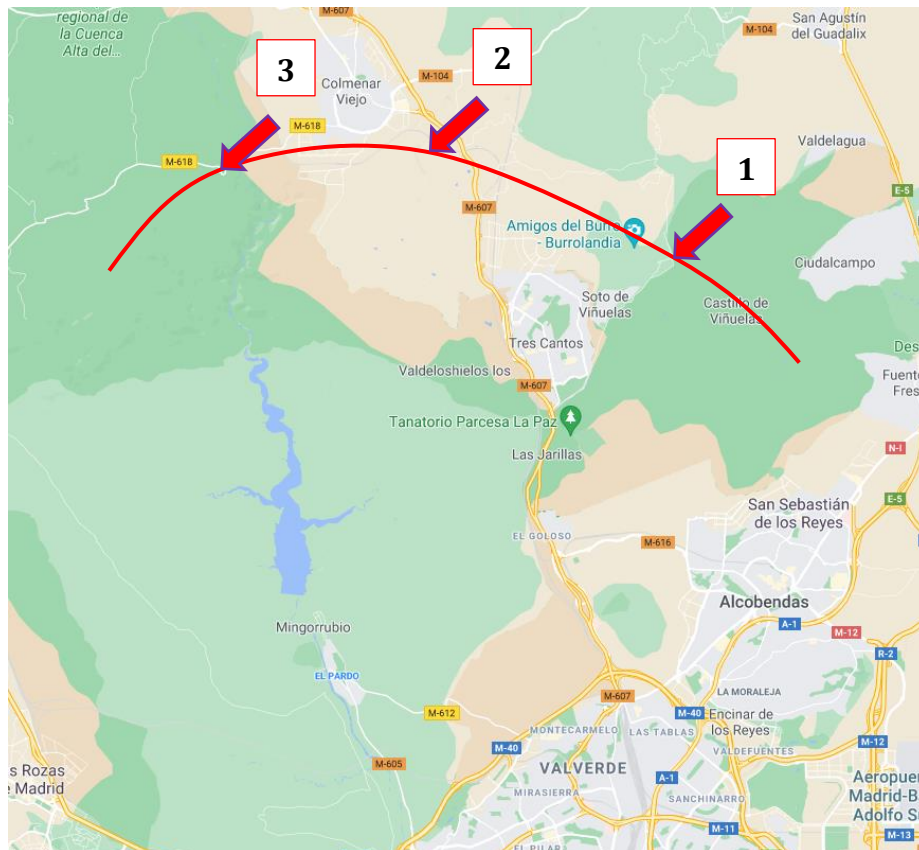 M-607
regional de
la Cuenca
Alta del...
San Agustín
del Guadalix
M-104
3
2
Colmenar
Viejo
M-104
M-618
M-618
Valdelagua
1
E-5
M-607
Amigos del Burro
- Burrolandia
Ciudalcampo
Soto de
Viñuelas
Castillo de
Viñuelas
Tres Cantos
Des
Valdeloshielos los
Fuente
Fres
M-607
Tanatorio Parcesa La Paz
Las Jarillas
N-I
San Sebastián
de los Reyes
E-5
EL GOLOSO
M-616
Alcobendas
A-1
M-12
Mingorrubio
R-2
EL PARDO
LA MORALEJA
M-607
M-612
M-40
Encinar de
los Reyes
MONTECARMELO
LAS TABLAS
M-40
VALDEFUENTES
M-12
M-605
VALVERDE
s Rozas
e Madrid
A-1
Aeropuer
Madrid-Ba
Adolfo Su
MIRASIERRA
SANCHINARRO
M-11
M-13
EL PILAR